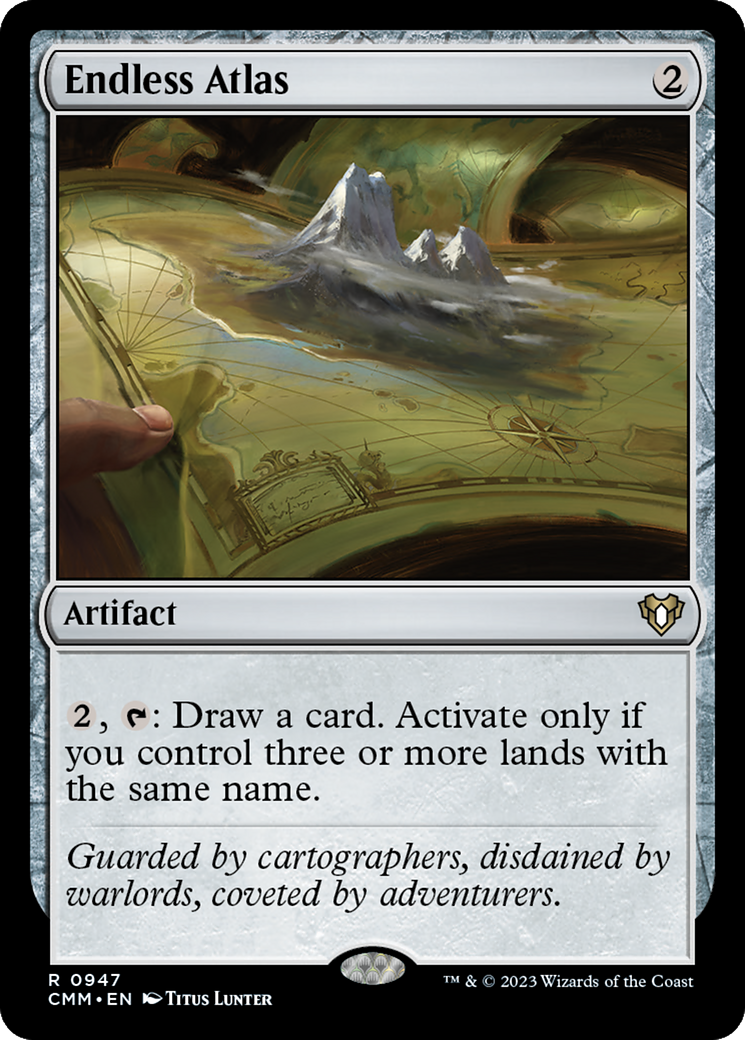 Endless Atlas 2
Artifact
2, T: Draw a card. Activate only if
you control three or more lands with
the same name.
Guarded by cartographers, disdained by
warlords, coveted by adventurers.
R 0947
CMM • EN Titus Lunter
™ & © 2023 Wizards of the Coast